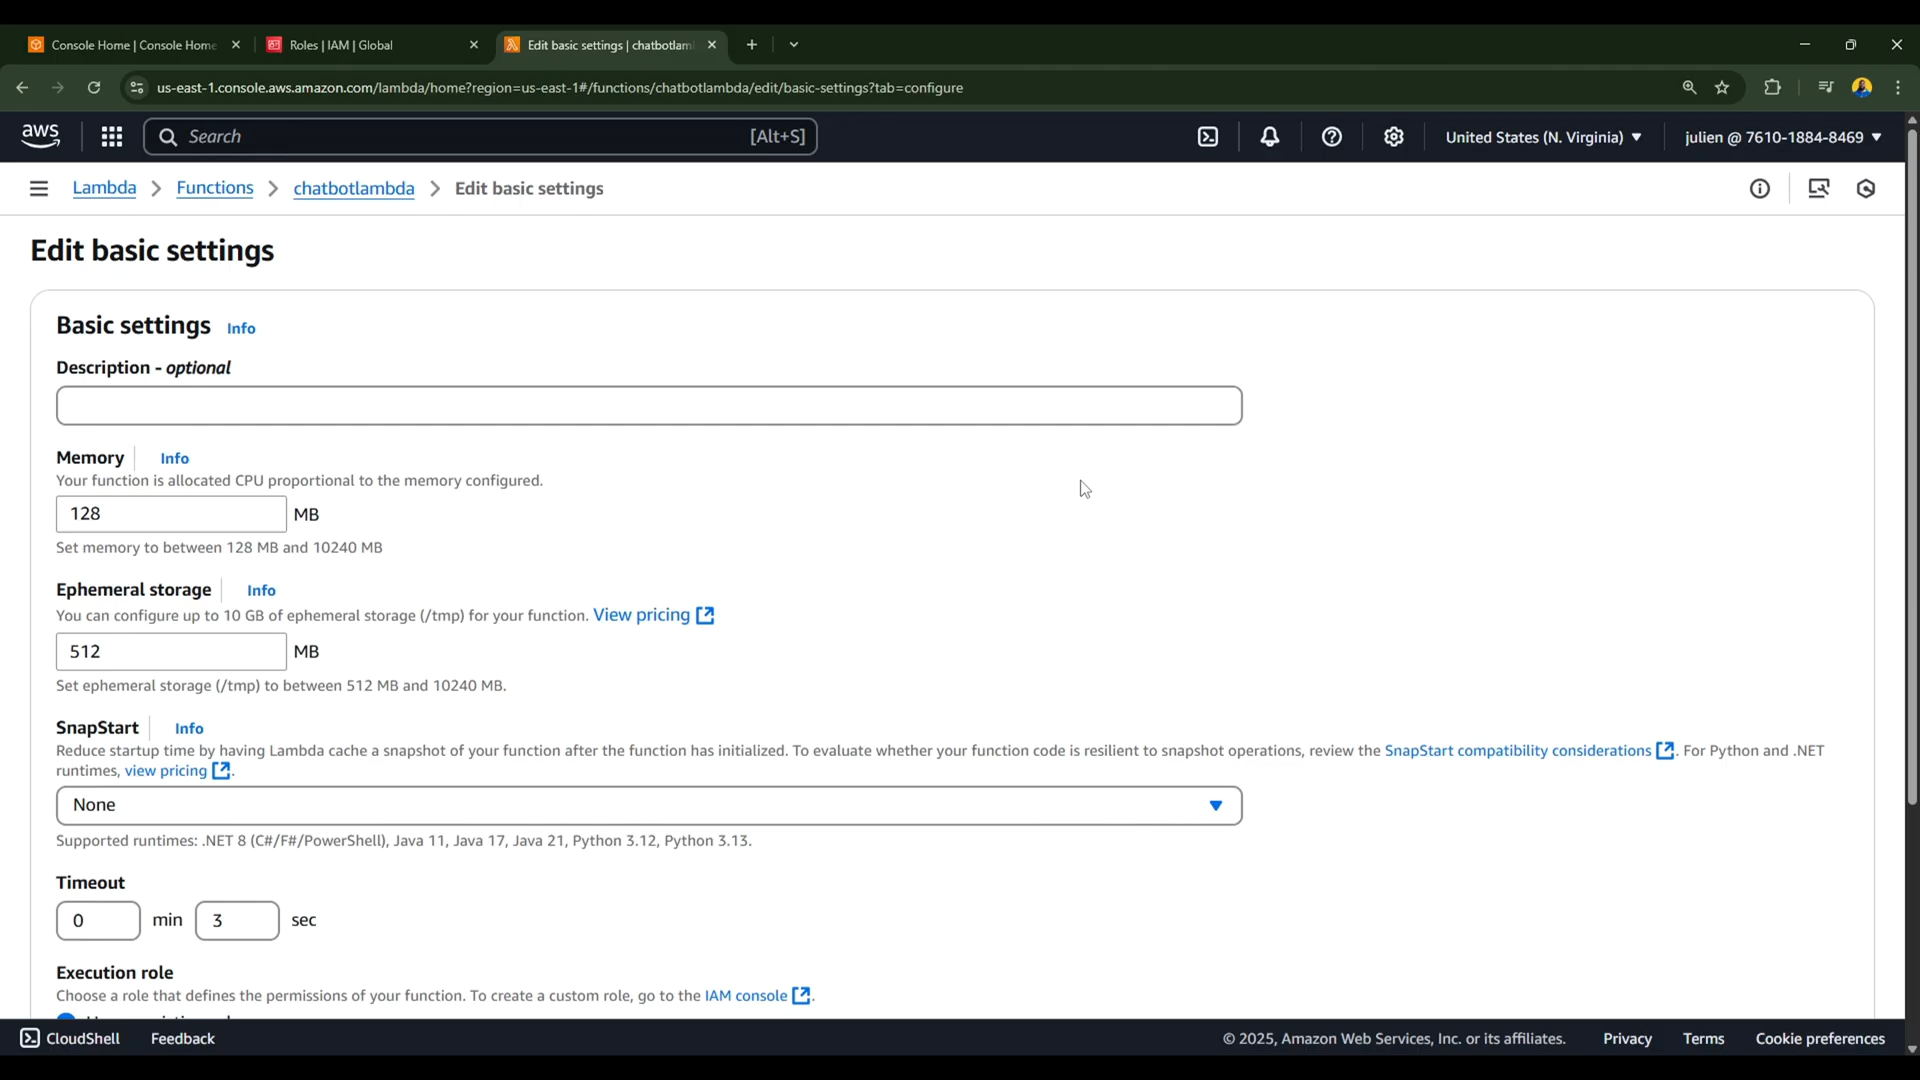 Console Home | Console Home
Roles | IAM | Global
Edit basic settings | chatbotlam
us-east-1.console.aws.amazon.com/lambda/home?region=us-east-1#/functions/chatbotlambda/edit/basic-settings?tab=configure
aws
Search
[Alt+S]
United States (N. Virginia)
julien @ 7610-1884-8469
Lambda
Functions
chatbotlambda
Edit basic settings
Edit basic settings
Basic settings Info
Description - optional
Memory Info
Your function is allocated CPU proportional to the memory configured.
128 MB
Set memory to between 128 MB and 10240 MB
Ephemeral storage Info
You can configure up to 10 GB of ephemeral storage (/tmp) for your function. View pricing
512 MB
Set ephemeral storage (/tmp) to between 512 MB and 10240 MB.
SnapStart Info
Reduce startup time by having Lambda cache a snapshot of your function after the function has initialized. To evaluate whether your function code is resilient to snapshot operations, review the SnapStart compatibility considerations . For Python and .NET
runtimes, view pricing .
None
Supported runtimes: .NET 8 (C#/F#/PowerShell), Java 11, Java 17, Java 21, Python 3.12, Python 3.13.
Timeout
0 min 3 sec
Execution role
Choose a role that defines the permissions of your function. To create a custom role, go to the IAM console .
CloudShell
Feedback
© 2025, Amazon Web Services, Inc. or its affiliates.
Privacy
Terms
Cookie preferences